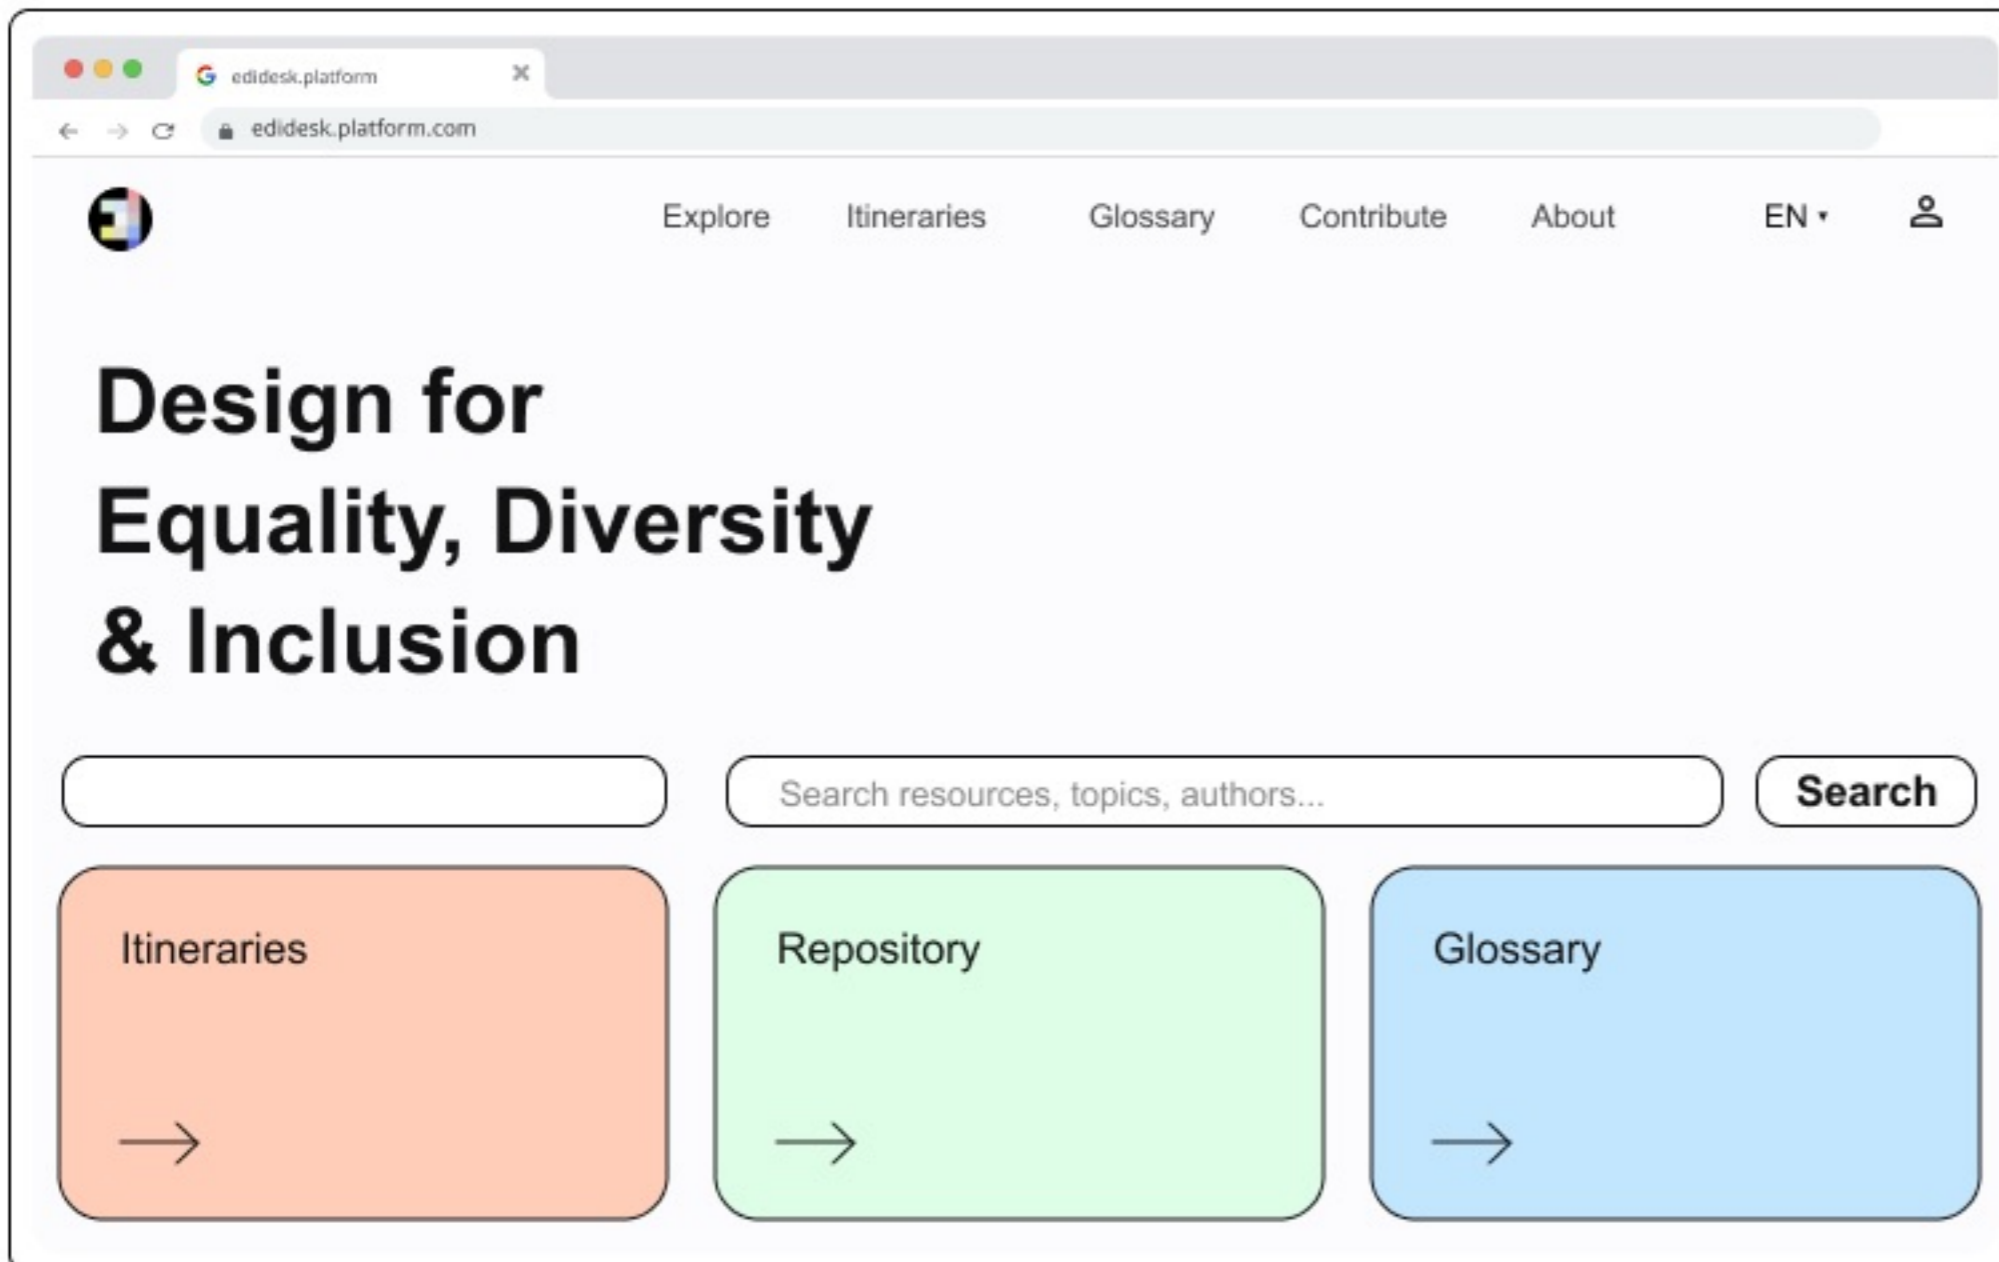 edidesk.platform
edidesk.platform.com
Explore Itineraries Glossary Contribute About EN
Design for
Equality, Diversity
& Inclusion
Search resources, topics, authors... Search
Itineraries Repository Glossary